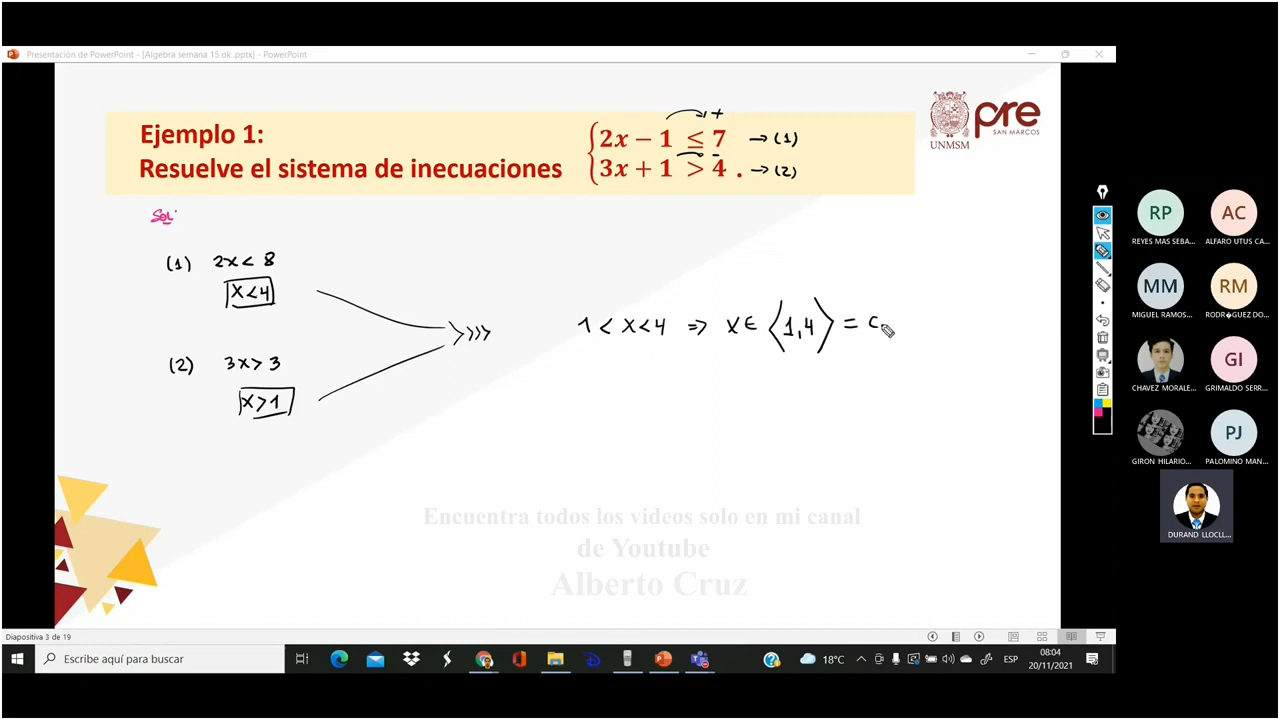 Presentación de PowerPoint - [Algebra semana 15 ok .pptx] - PowerPoint
Ejemplo 1:
Resuelve el sistema de inecuaciones
2x − 1 ≤ 7 → (1)
3x + 1 > 4 . → (2)
+
-
pre
SAN MARCOS
UNMSM
Sol:
(1) 2x < 8
x < 4
(2) 3x > 3
x > 1
1 < x < 4 ⇒ x ∈ ⟨1,4⟩ = C
Encuentra todos los videos solo en mi canal
de Youtube
Alberto Cruz
RP
AC
REYES MAS SEBA...
ALFARO UTUS CA...
MM
RM
MIGUEL RAMOS...
RODR�GUEZ DO...
GI
CHAVEZ MORALE...
GRIMALDO SERR...
PJ
GIRON HILARIO...
PALOMINO MAN...
DURAND LLOCLL...
Diapositiva 3 de 19
Escribe aquí para buscar
18°C
ESP
08:04
20/11/2021